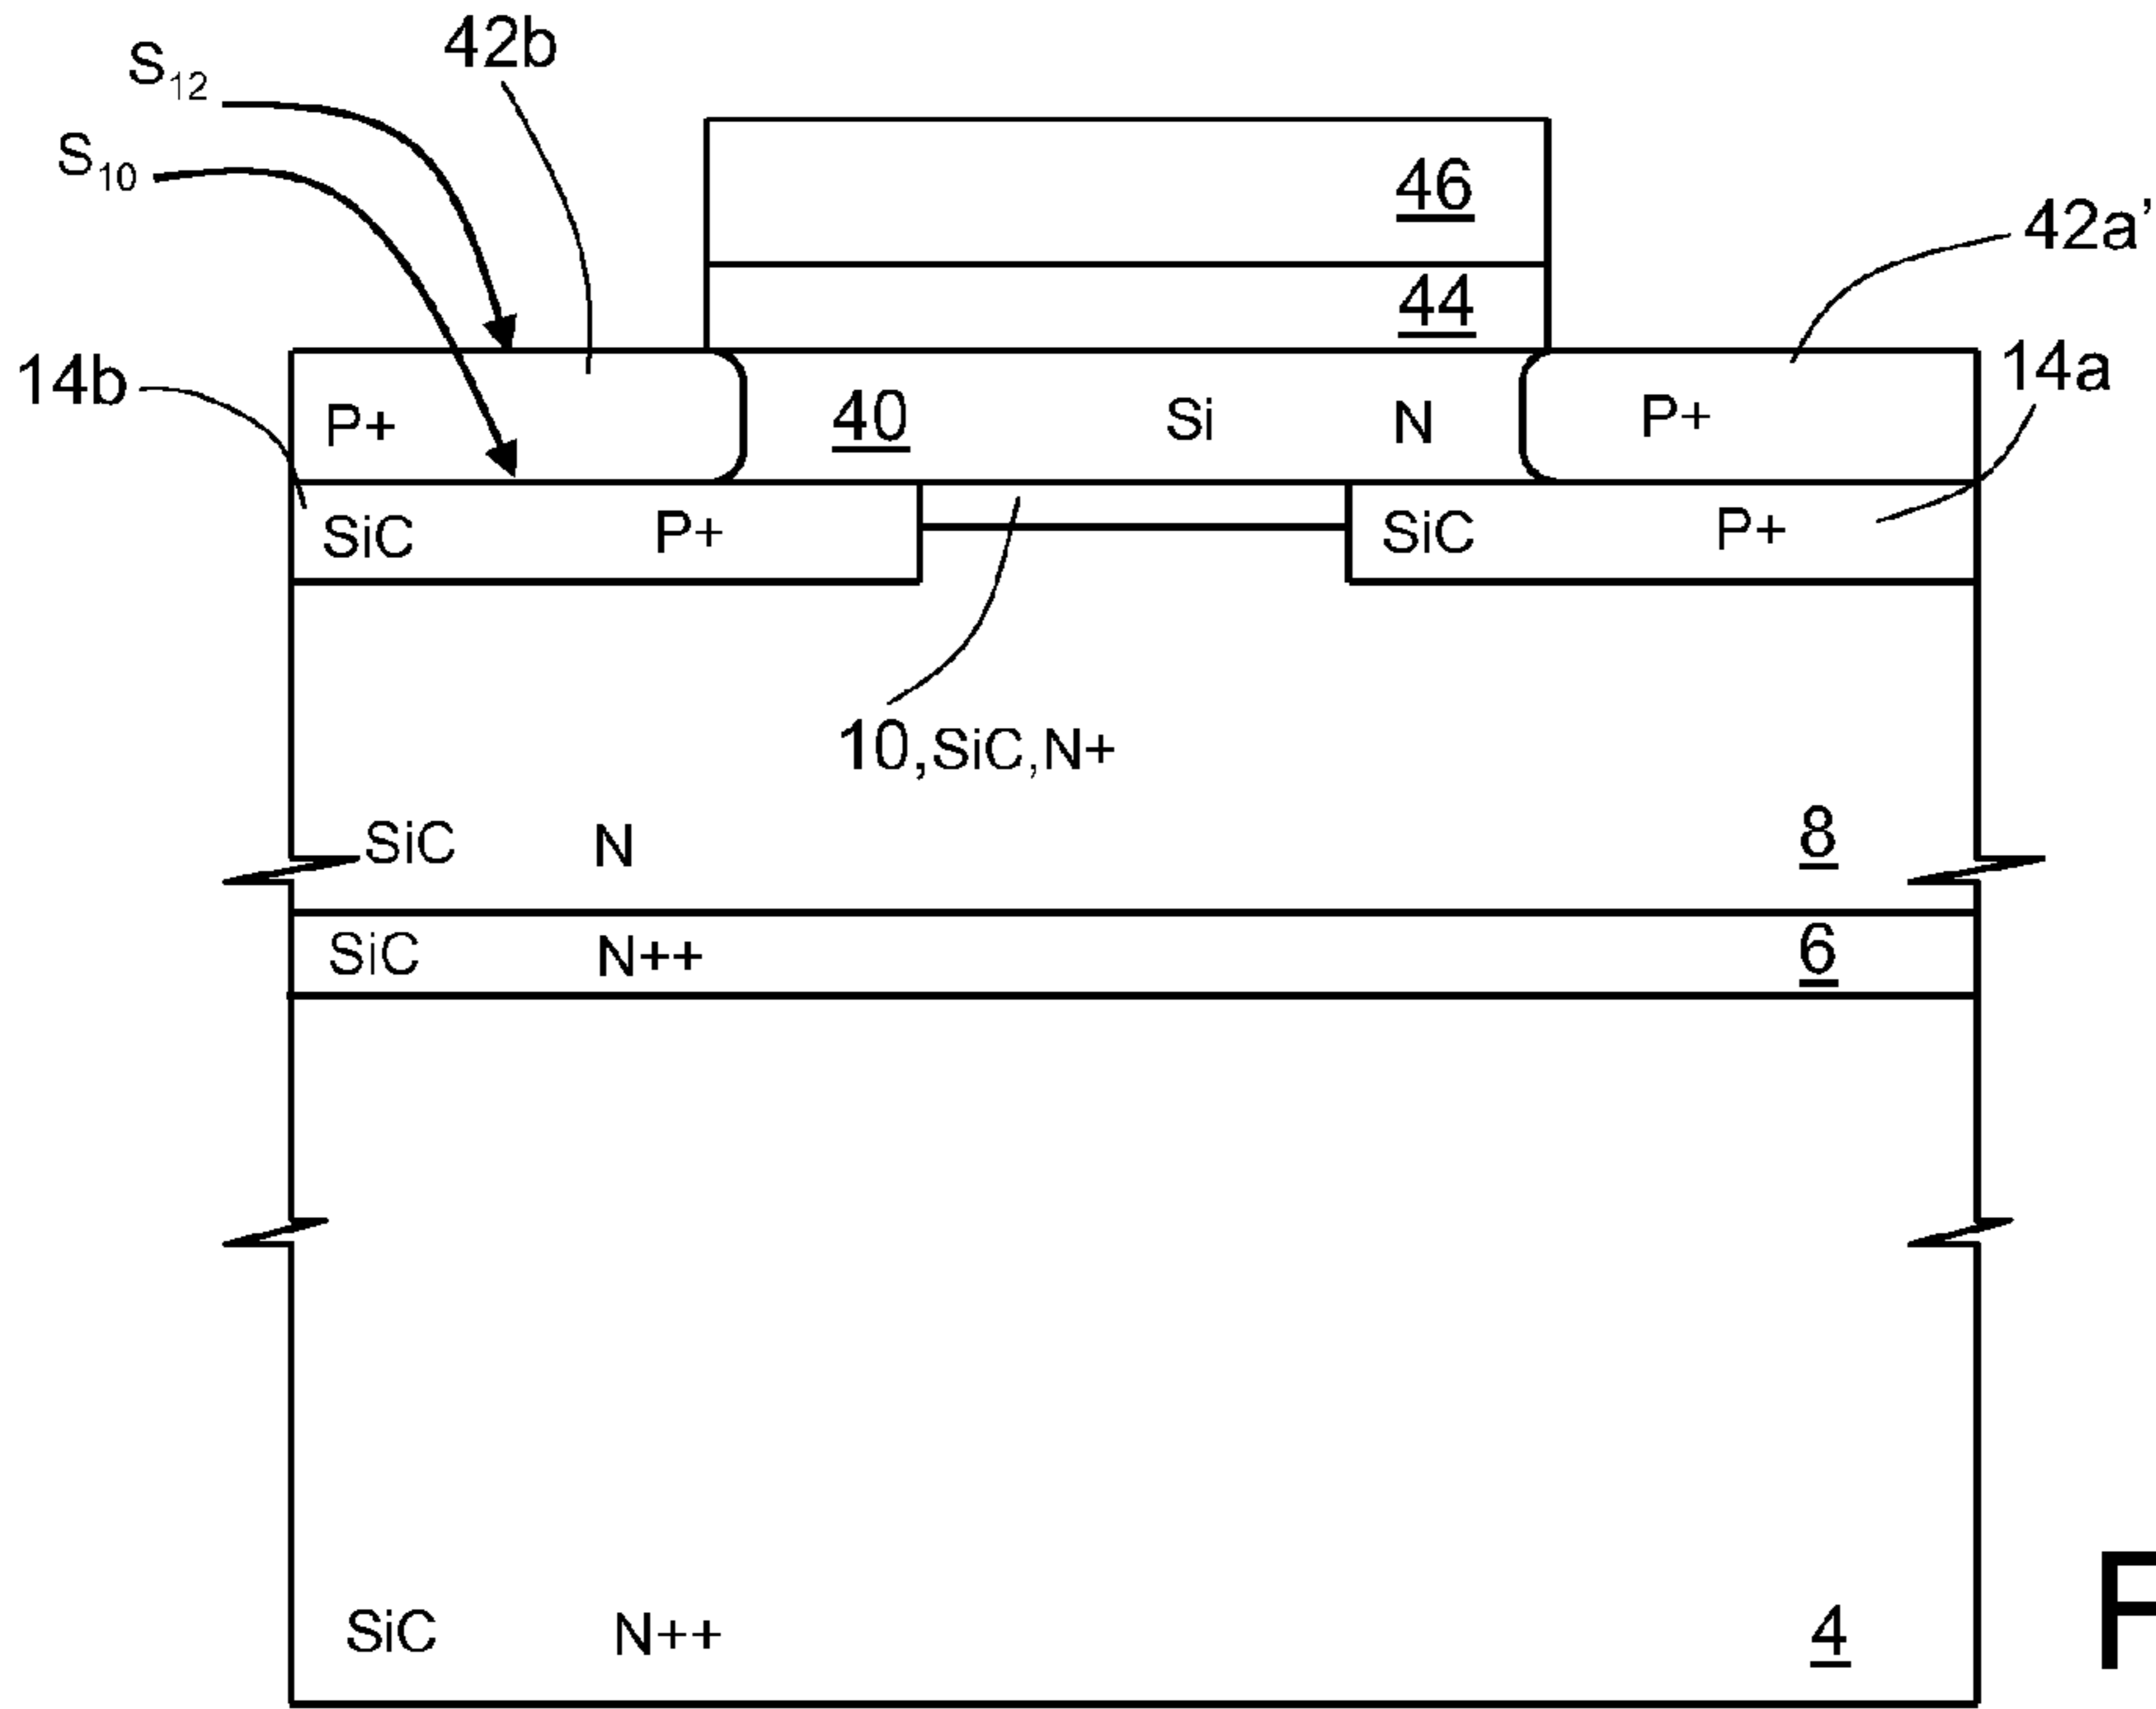 42b
S12
S10
46
42a’
44
14b
14a
P+ 40 Si N P+
SiC P+ SiC P+
10,SiC,N+
SiC N 8
SiC N++ 6
SiC N++ 4
F